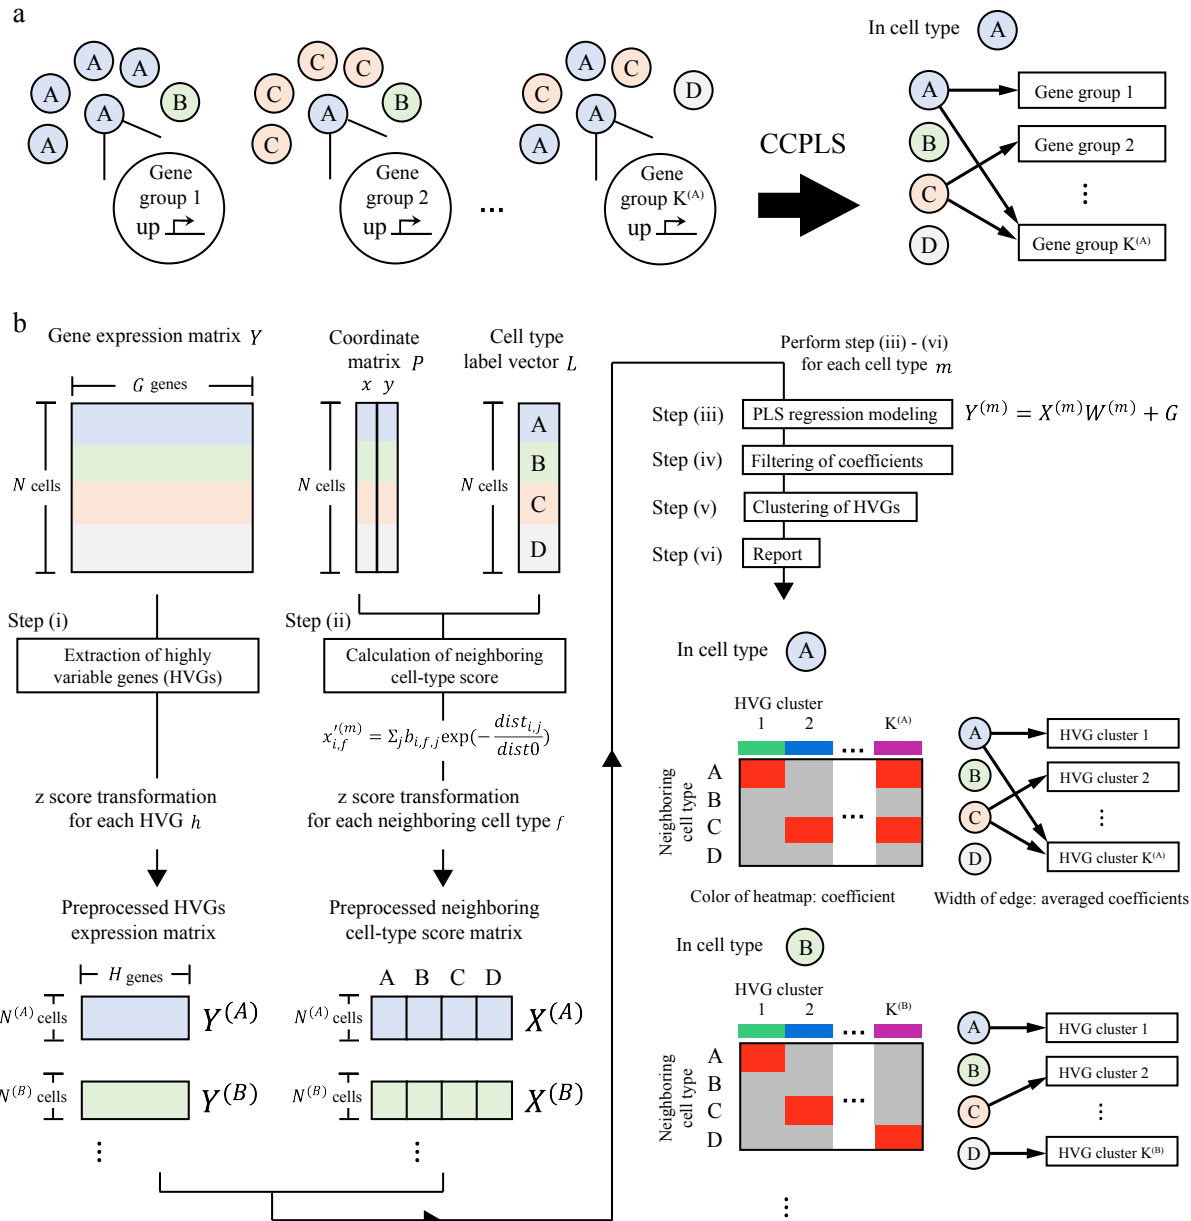 a
A
A
A
A
A
B
Gene
group 1
up
C
C
C
C
A
B
Gene
group 2
up
...
A
C
C
D
A
A
Gene
group K(A)
up
CCPLS
In cell type A
A
B
C
D
Gene group 1
Gene group 2
⋮
Gene group K(A)
b
Gene expression matrix Y
G genes
N cells
Coordinate
matrix P
x y
N cells
Cell type
label vector L
N cells
A
B
C
D
Step (i)
Extraction of highly
variable genes (HVGs)
z score transformation
for each HVG h
Preprocessed HVGs
expression matrix
H genes
N(A) cells
Y(A)
N(B) cells
Y(B)
⋮
Step (ii)
Calculation of neighboring
cell-type score
x′(m)i,f = Σj bi,f,j exp(−disti,j/dist0)
z score transformation
for each neighboring cell type f
Preprocessed neighboring
cell-type score matrix
A B C D
N(A) cells
X(A)
N(B) cells
X(B)
⋮
Perform step (iii) - (vi)
for each cell type m
Step (iii) PLS regression modeling
Y(m) = X(m)W(m) + G
Step (iv) Filtering of coefficients
Step (v) Clustering of HVGs
Step (vi) Report
In cell type A
HVG cluster
1 2 ... K(A)
Neighboring
cell type
A
B
C
D
...
Color of heatmap: coefficient
A
B
C
D
HVG cluster 1
HVG cluster 2
⋮
HVG cluster K(A)
Width of edge: averaged coefficients
In cell type B
HVG cluster
1 2 ... K(B)
Neighboring
cell type
A
B
C
D
...
A
B
C
D
HVG cluster 1
HVG cluster 2
⋮
HVG cluster K(B)
⋮